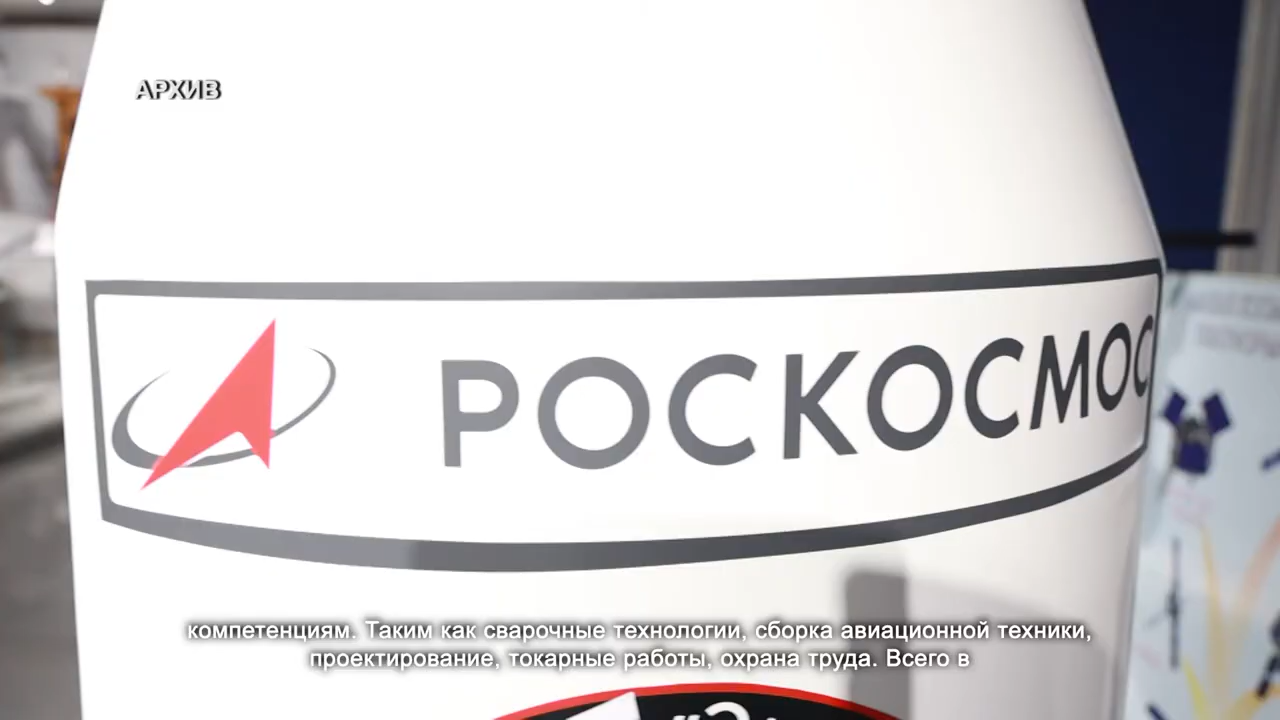 АРХИВ
РОСКОСМОС
компетенциям. Таким как сварочные технологии, сборка авиационной техники,
проектирование, токарные работы, охрана труда. Всего в